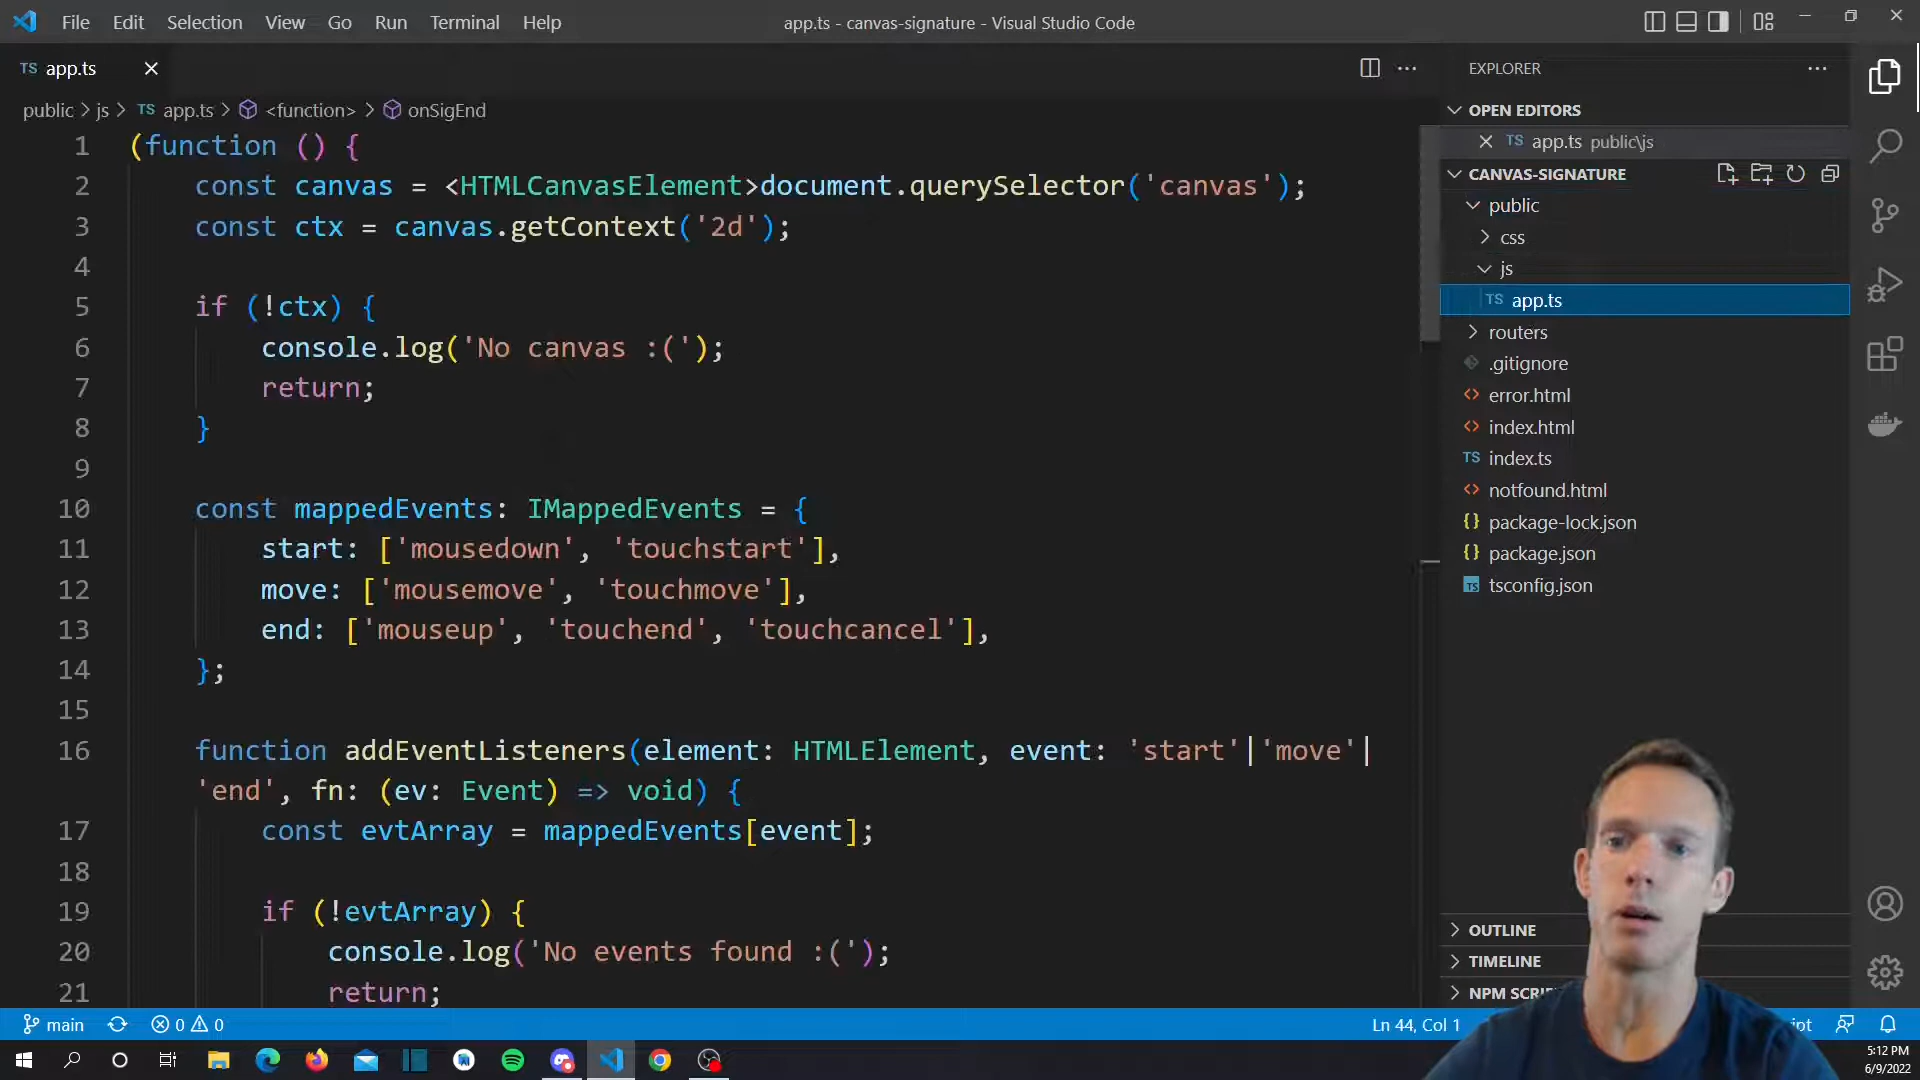 File Edit Selection View Go Run Terminal Help
app.ts - canvas-signature - Visual Studio Code
TS app.ts
public > js > TS app.ts > <function> > onSigEnd
1 (function () {
2 const canvas = <HTMLCanvasElement>document.querySelector('canvas');
3 const ctx = canvas.getContext('2d');
4
5 if (!ctx) {
6 console.log('No canvas :(');
7 return;
8 }
9
10 const mappedEvents: IMappedEvents = {
11 start: ['mousedown', 'touchstart'],
12 move: ['mousemove', 'touchmove'],
13 end: ['mouseup', 'touchend', 'touchcancel'],
14 };
15
16 function addEventListeners(element: HTMLElement, event: 'start'|'move'|
'end', fn: (ev: Event) => void) {
17 const evtArray = mappedEvents[event];
18
19 if (!evtArray) {
20 console.log('No events found :(');
21 return;
EXPLORER
OPEN EDITORS
TS app.ts public\js
CANVAS-SIGNATURE
public
css
js
TS app.ts
routers
.gitignore
error.html
index.html
TS index.ts
notfound.html
{} package-lock.json
{} package.json
TS tsconfig.json
OUTLINE
TIMELINE
NPM
main
0 0
Ln 44, Col 1
5:12 PM
6/9/2022